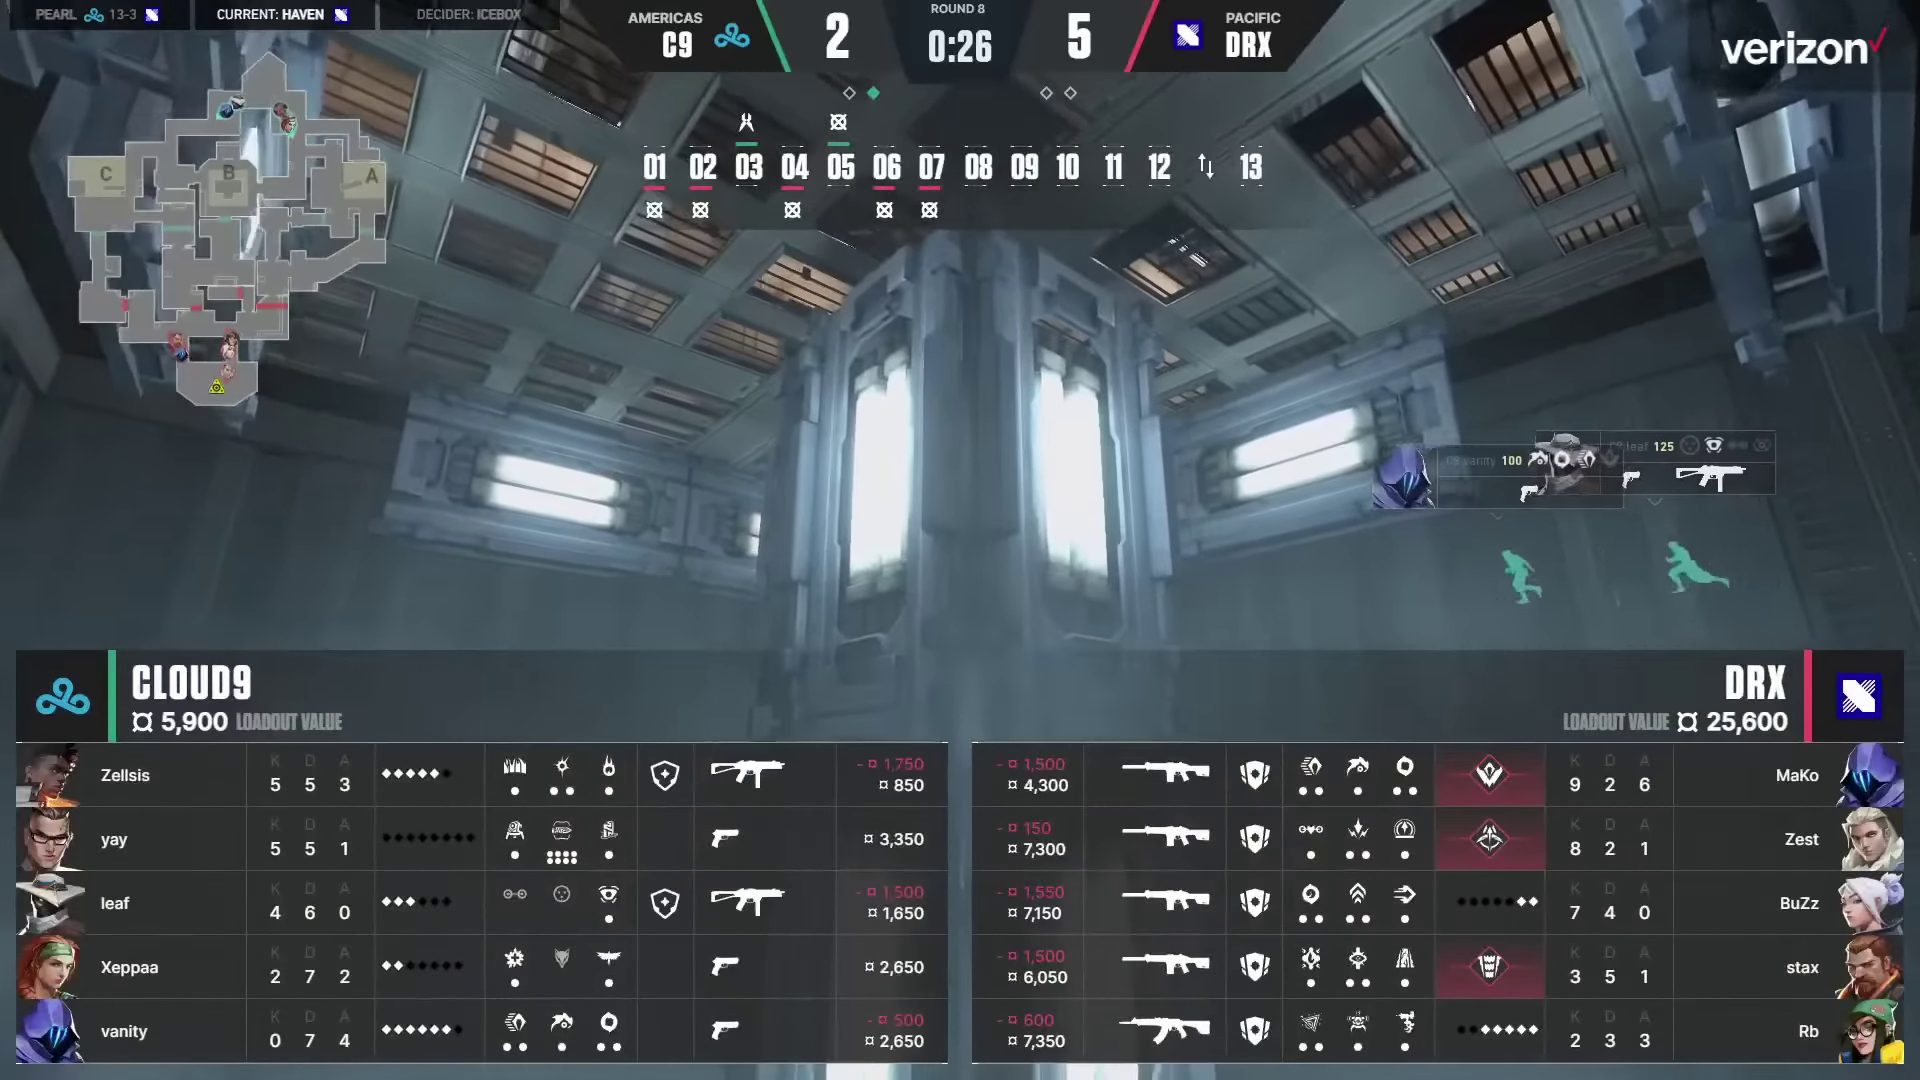 PEARL 13-3
CURRENT: HAVEN
DECIDER: ICEBOX
AMERICAS
C9
2
ROUND 8
0:26
5
PACIFIC
DRX
verizon
01 02 03 04 05 06 07 08 09 10 11 12 13
C B A
C9 vanity 100
C9 leaf 125
CLOUD9
5,900 LOADOUT VALUE
DRX
LOADOUT VALUE 25,600
Zellsis
K D A
5 5 3
- 1,750
850
yay
K D A
5 5 1
3,350
leaf
K D A
4 6 0
- 1,500
1,650
Xeppaa
K D A
2 7 2
2,650
vanity
K D A
0 7 4
- 500
2,650
- 1,500
4,300
K D A
9 2 6
MaKo
- 150
7,300
K D A
8 2 1
Zest
- 1,550
7,150
K D A
7 4 0
BuZz
- 1,500
6,050
K D A
3 5 1
stax
- 600
7,350
K D A
2 3 3
Rb